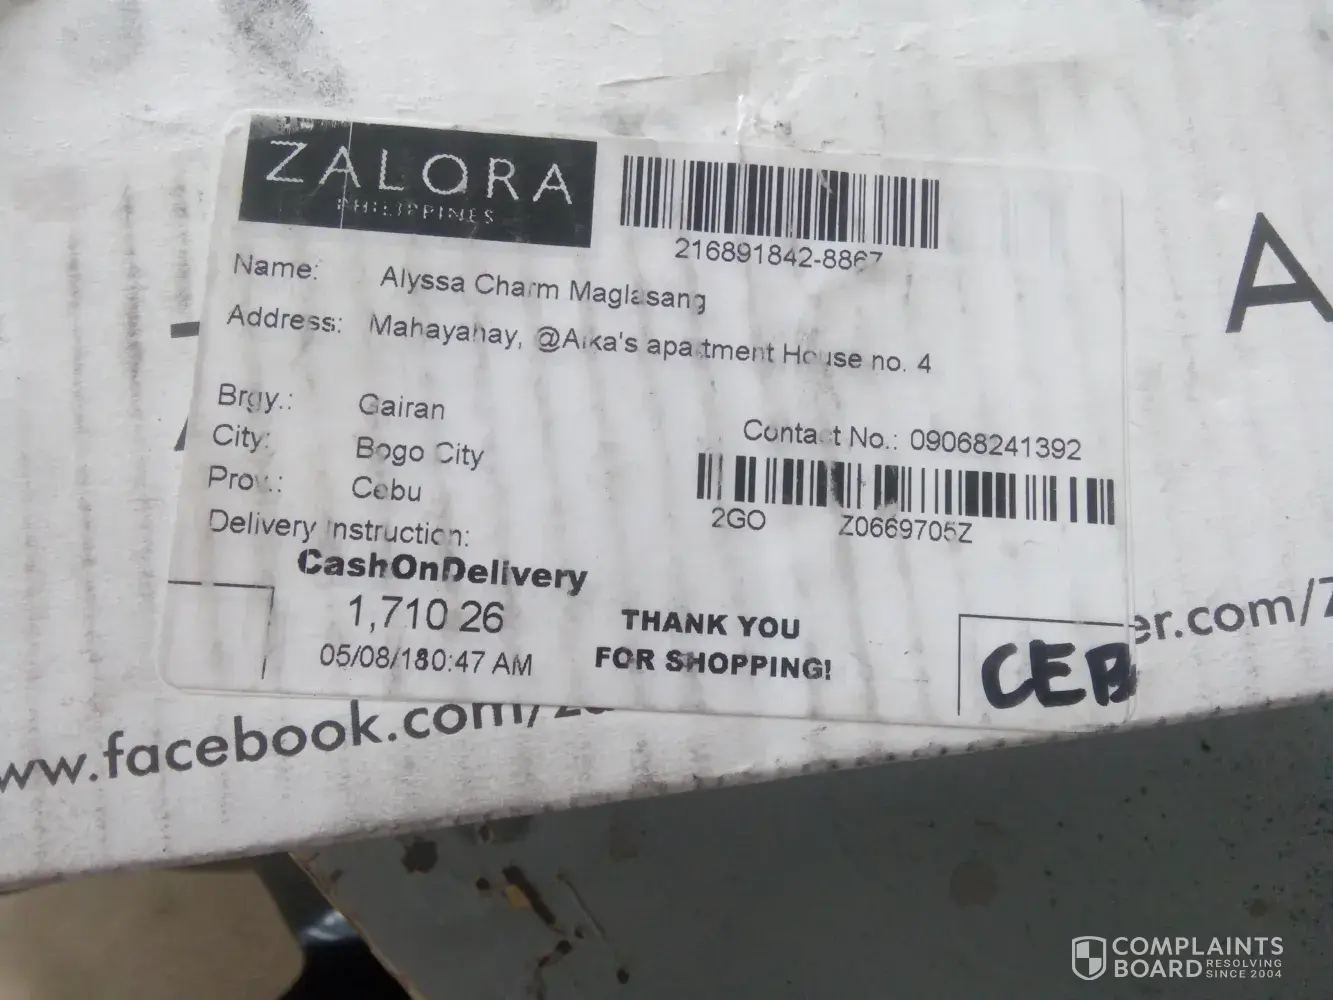 ZALORA
PHILIPPINES
216891842-8867
Name: Alyssa Charm Maglasang
Address: Mahayahay, @Aika's apartment House no. 4
Brgy.: Gairan
City: Bogo City
Prov.: Cebu
Contact No.: 09068241392
2GO Z0669705Z
Delivery Instruction:
CashOnDelivery
1,710 26
05/08/180:47 AM
THANK YOU
FOR SHOPPING!
CEB
A
er.com/
www.facebook.com/
COMPLAINTS
BOARD RESOLVING
SINCE 2004